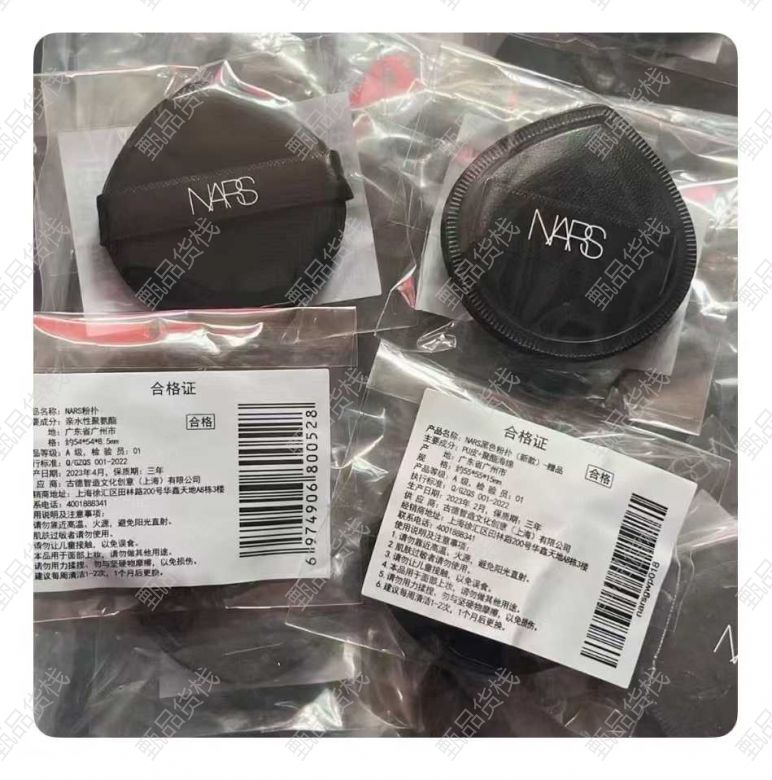 NARS
NARS
合格证
品名称：NARS粉扑
要成分：亲水性聚氨酯
地：广东省广州市
格：约54*54*8.5mm
合格
级：A 级，检 验 员：01
行标准：Q/GZQS 001-2022
产日期：2023年4月，保质期：三年
应 商：古德智造文化创意（上海）有限公司
销商地址：上海徐汇区田林路200号华鑫天地A8栋3楼
系电话：4001888341
用说明及注意事项：
请勿靠近高温，火源，避免阳光直射。
肌肤过敏者请勿使用。
请勿让儿童接触，以免误食。
本品用于面部上妆，请勿做其他用途。
请勿用力揉捏，勿与坚硬物摩擦，以免损伤。
建议每周清洁1-2次，1个月后更换。
6 974906 800528
合格证
产品名称：NARS黑色粉扑（新款）-赠品
主要成分：PU皮+聚酯海绵
产 地：广东省广州市
规 格：约55*55*15mm
合格
A 级，检 验 员：01
执行标准：Q/GZQS 001-2022
生产日期：2023年 2月，保质期：三年
供 应 商：古德智造文化创意（上海）有限公司
经销商地址：上海徐汇区田林路200号华鑫天地A8栋3楼
联系电话：4001888341
使用说明及注意事项：
1. 请勿靠近高温，火源，避免阳光直射。
2. 肌肤过敏者请勿使用。
3. 请勿让儿童接触，以免误食。
4. 本品用于面部上妆，请勿做其他用途。
5. 请勿用力揉捏，勿与坚硬物摩擦，以免损伤。
6. 建议每周清洁1-2次，1个月后更换。
甄品货栈